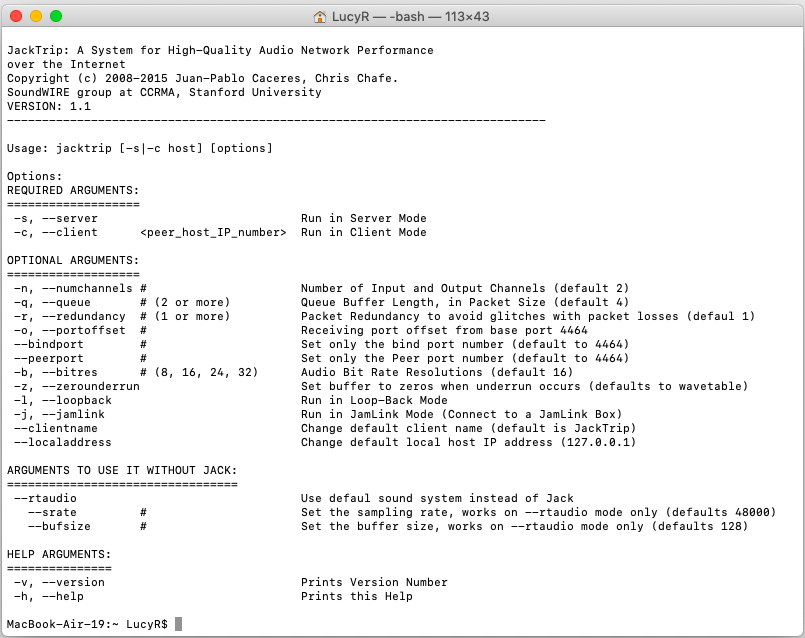 LucyR — -bash — 113×43
JackTrip: A System for High-Quality Audio Network Performance
over the Internet
Copyright (c) 2008-2015 Juan-Pablo Caceres, Chris Chafe.
SoundWIRE group at CCRMA, Stanford University
VERSION: 1.1
-----------------------------------------------------------------------------
Usage: jacktrip [-s|-c host] [options]
Options:
REQUIRED ARGUMENTS:
===================
 -s, --server                             Run in Server Mode
 -c, --client      <peer_host_IP_number>  Run in Client Mode
OPTIONAL ARGUMENTS:
===================
 -n, --numchannels #                      Number of Input and Output Channels (default 2)
 -q, --queue       # (2 or more)          Queue Buffer Length, in Packet Size (default 4)
 -r, --redundancy  # (1 or more)          Packet Redundancy to avoid glitches with packet losses (defaul 1)
 -o, --portoffset  #                      Receiving port offset from base port 4464
 --bindport        #                      Set only the bind port number (default to 4464)
 --peerport        #                      Set only the Peer port number (default to 4464)
 -b, --bitres      # (8, 16, 24, 32)      Audio Bit Rate Resolutions (default 16)
 -z, --zerounderrun                       Set buffer to zeros when underrun occurs (defaults to wavetable)
 -l, --loopback                           Run in Loop-Back Mode
 -j, --jamlink                            Run in JamLink Mode (Connect to a JamLink Box)
 --clientname                             Change default client name (default is JackTrip)
 --localaddress                           Change default local host IP address (127.0.0.1)
ARGUMENTS TO USE IT WITHOUT JACK:
=================================
 --rtaudio                                Use defaul sound system instead of Jack
   --srate         #                      Set the sampling rate, works on --rtaudio mode only (defaults 48000)
   --bufsize       #                      Set the buffer size, works on --rtaudio mode only (defaults 128)
HELP ARGUMENTS:
===============
 -v, --version                            Prints Version Number
 -h, --help                               Prints this Help
MacBook-Air-19:~ LucyR$